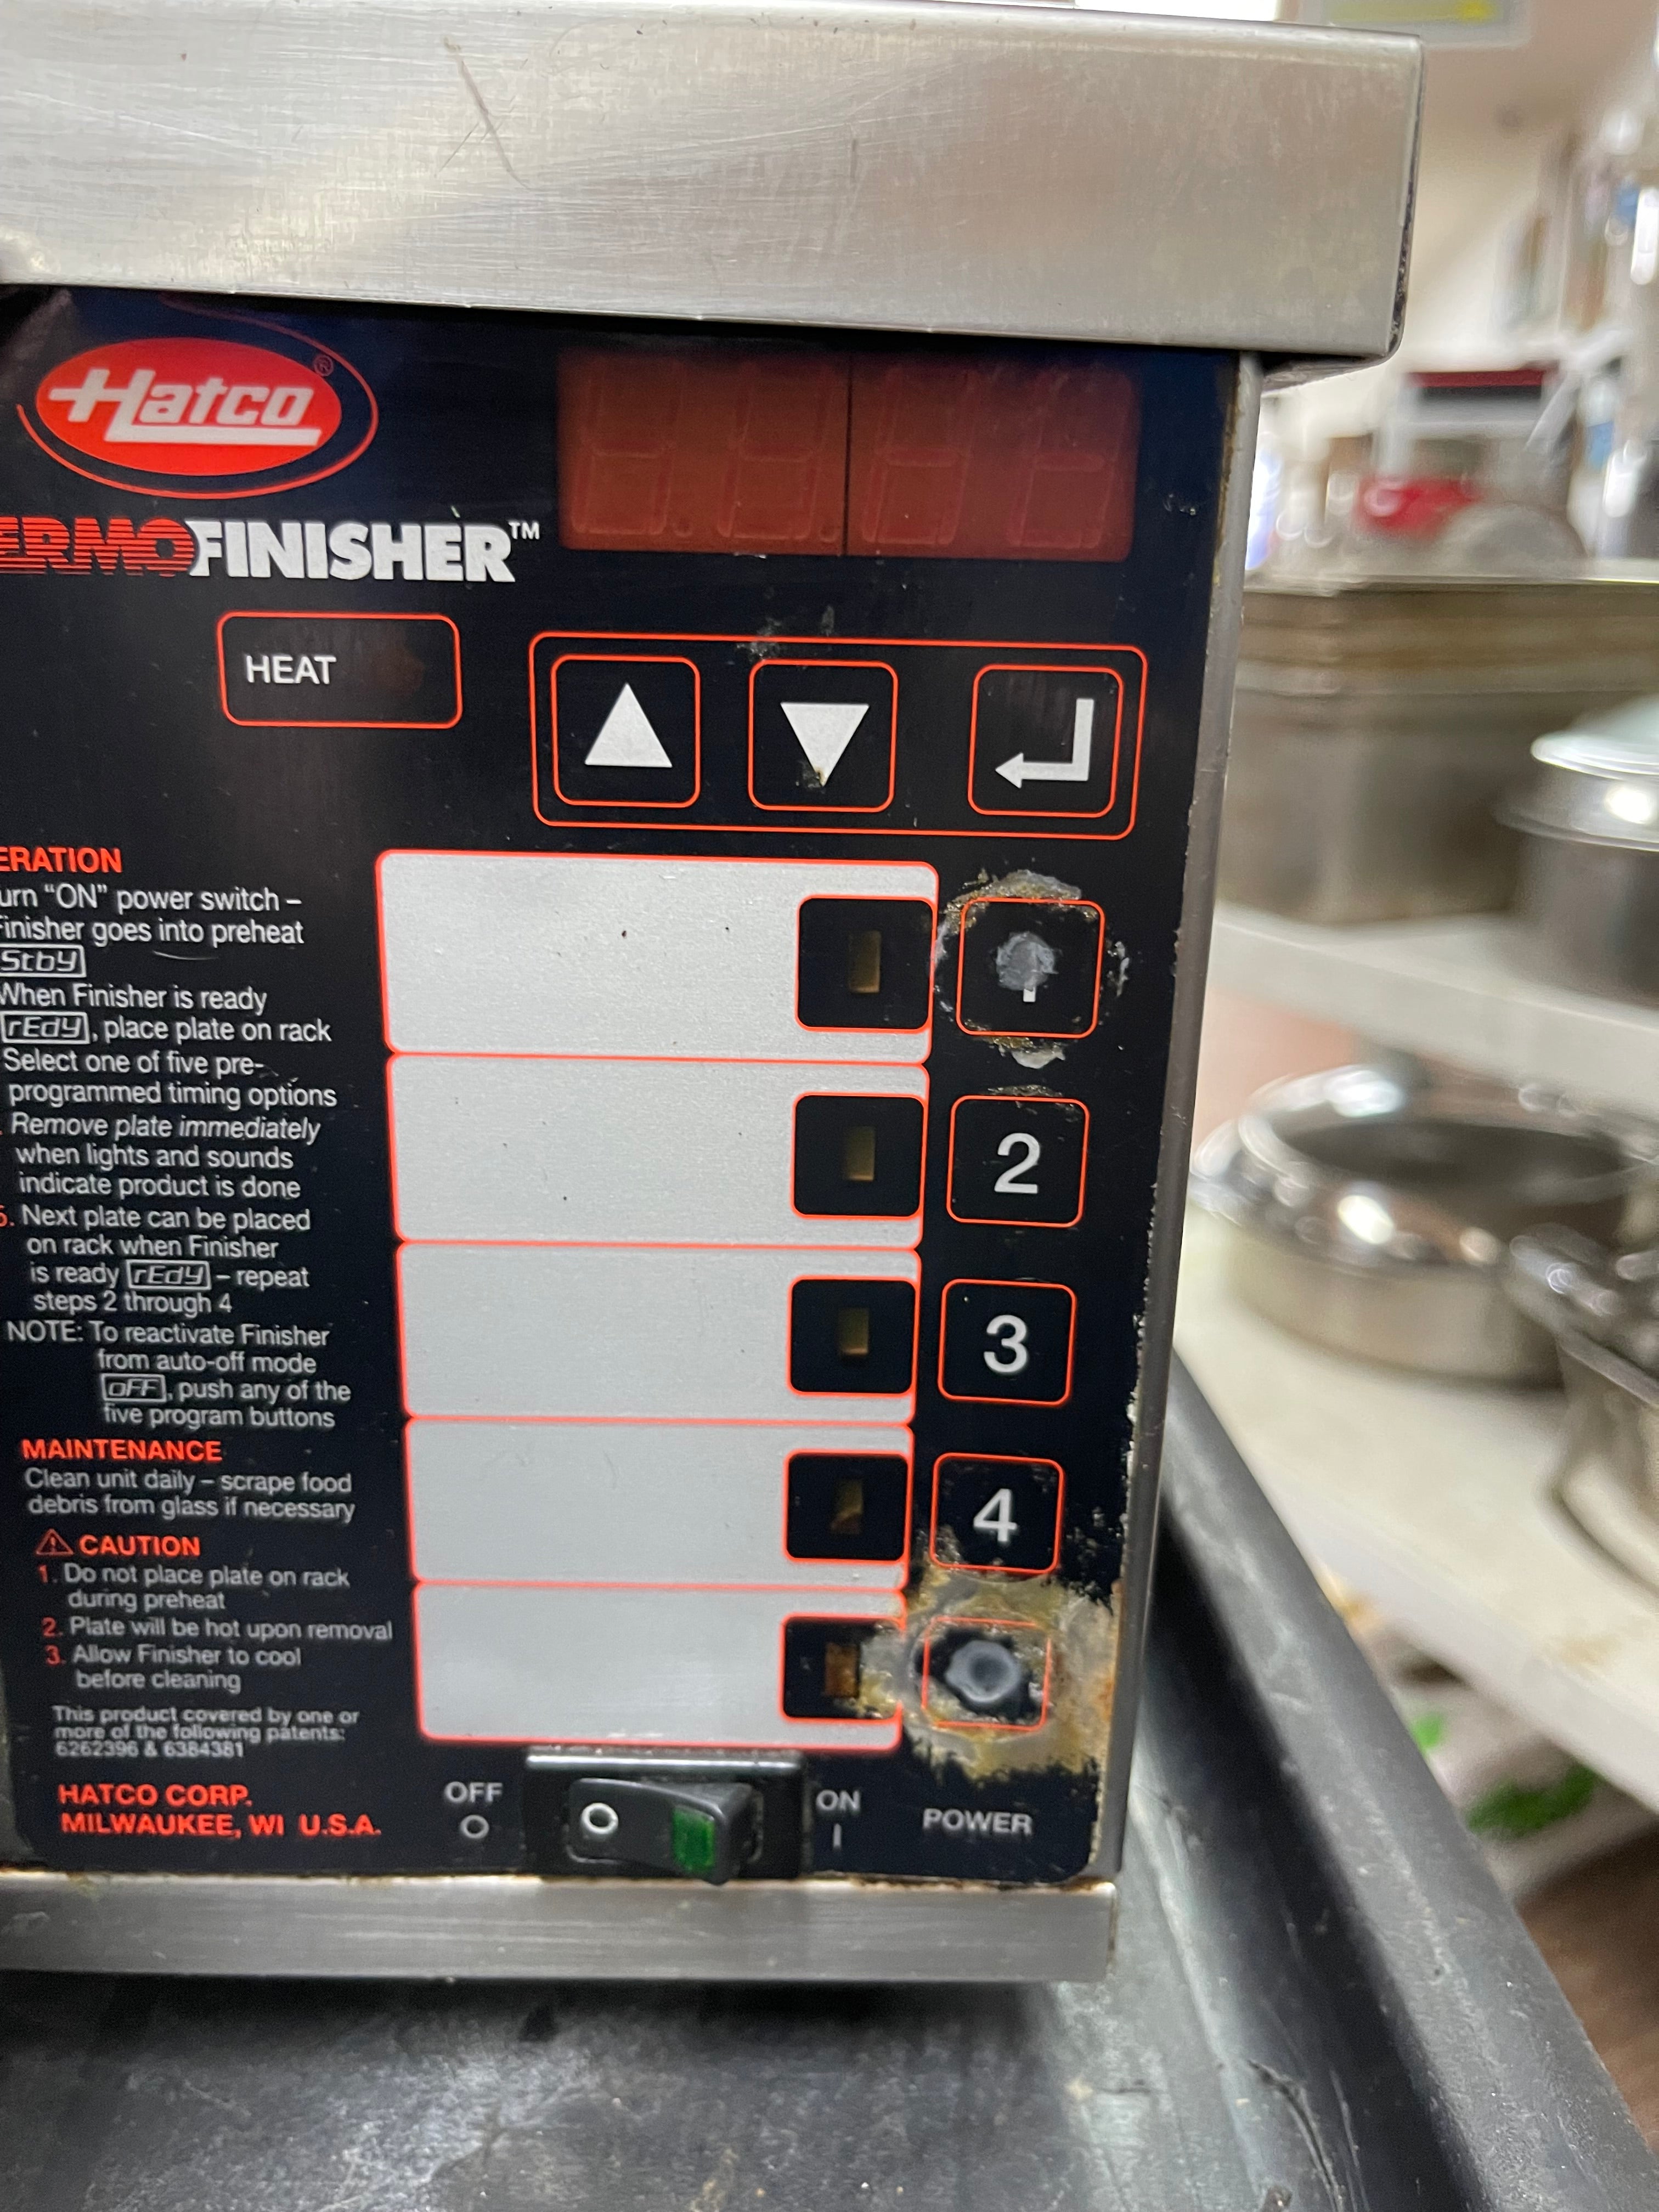 Hatco®
ERMOFINISHER™
HEAT
ERATION
urn “ON” power switch –
Finisher goes into preheat
Stby
When Finisher is ready
rEdy, place plate on rack
Select one of five pre-
programmed timing options
. Remove plate immediately
when lights and sounds
indicate product is done
5. Next plate can be placed
on rack when Finisher
is ready rEdy – repeat
steps 2 through 4
NOTE: To reactivate Finisher
from auto-off mode
oFF, push any of the
five program buttons
MAINTENANCE
Clean unit daily – scrape food
debris from glass if necessary
⚠ CAUTION
1. Do not place plate on rack
during preheat
2. Plate will be hot upon removal
3. Allow Finisher to cool
before cleaning
This product covered by one or
more of the following patents:
6262396 & 6384381
HATCO CORP.
MILWAUKEE, WI U.S.A.
2
3
4
OFF
O
O
ON
I
POWER